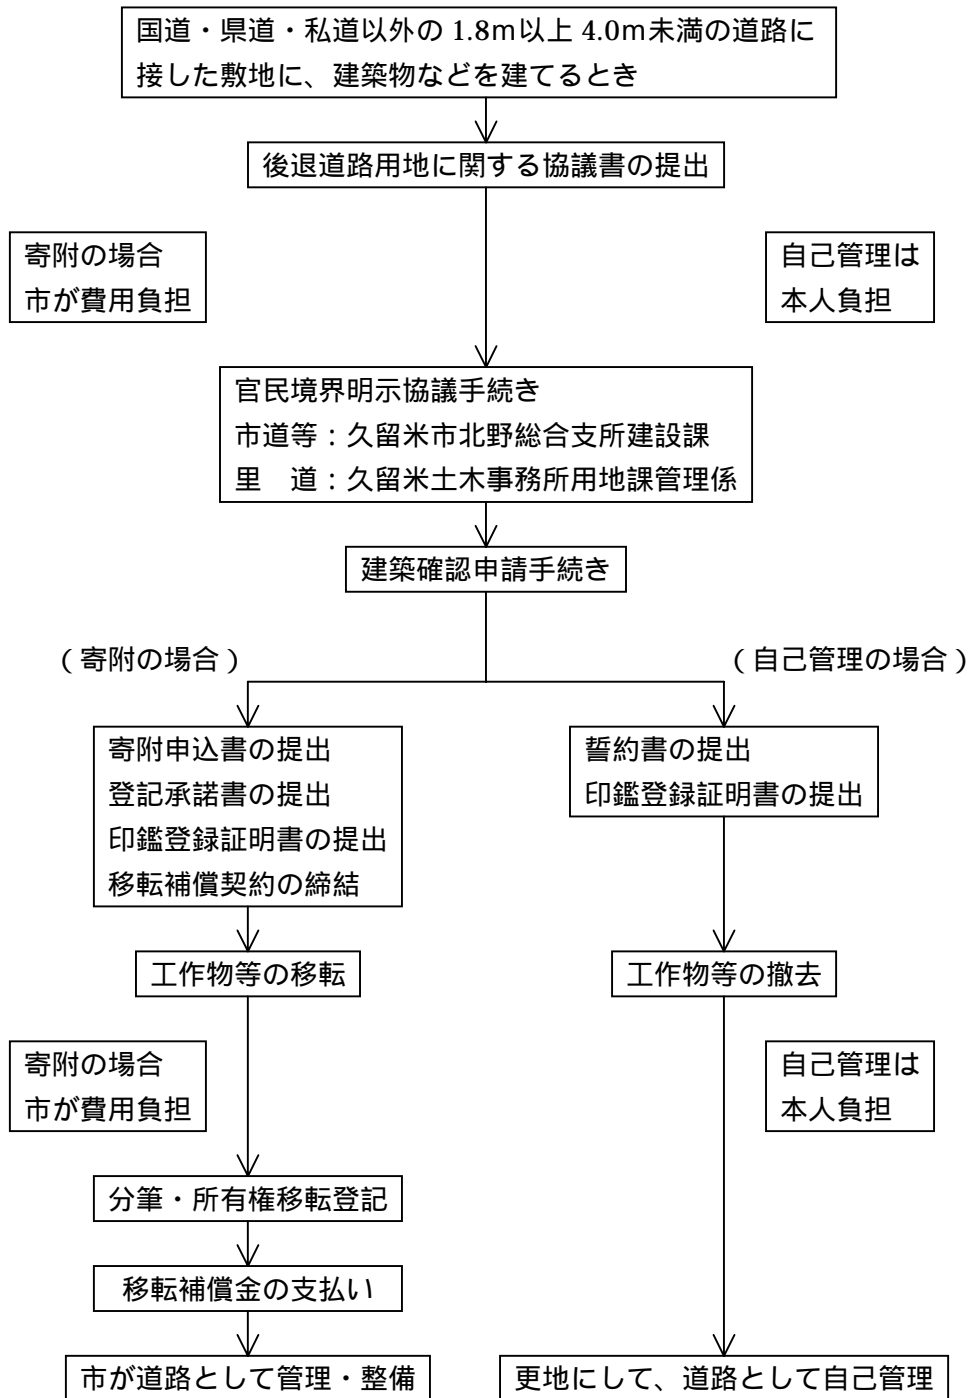 国道・県道・私道以外の 1.8m以上 4.0m未満の道路に
接した敷地に、建築物などを建てるとき
後退道路用地に関する協議書の提出
寄附の場合
市が費用負担
自己管理は
本人負担
官民境界明示協議手続き
市道等：久留米市北野総合支所建設課
里　道：久留米土木事務所用地課管理係
建築確認申請手続き
（寄附の場合）
（自己管理の場合）
寄附申込書の提出
登記承諾書の提出
印鑑登録証明書の提出
移転補償契約の締結
誓約書の提出
印鑑登録証明書の提出
工作物等の移転
工作物等の撤去
寄附の場合
市が費用負担
自己管理は
本人負担
分筆・所有権移転登記
移転補償金の支払い
市が道路として管理・整備
更地にして、道路として自己管理